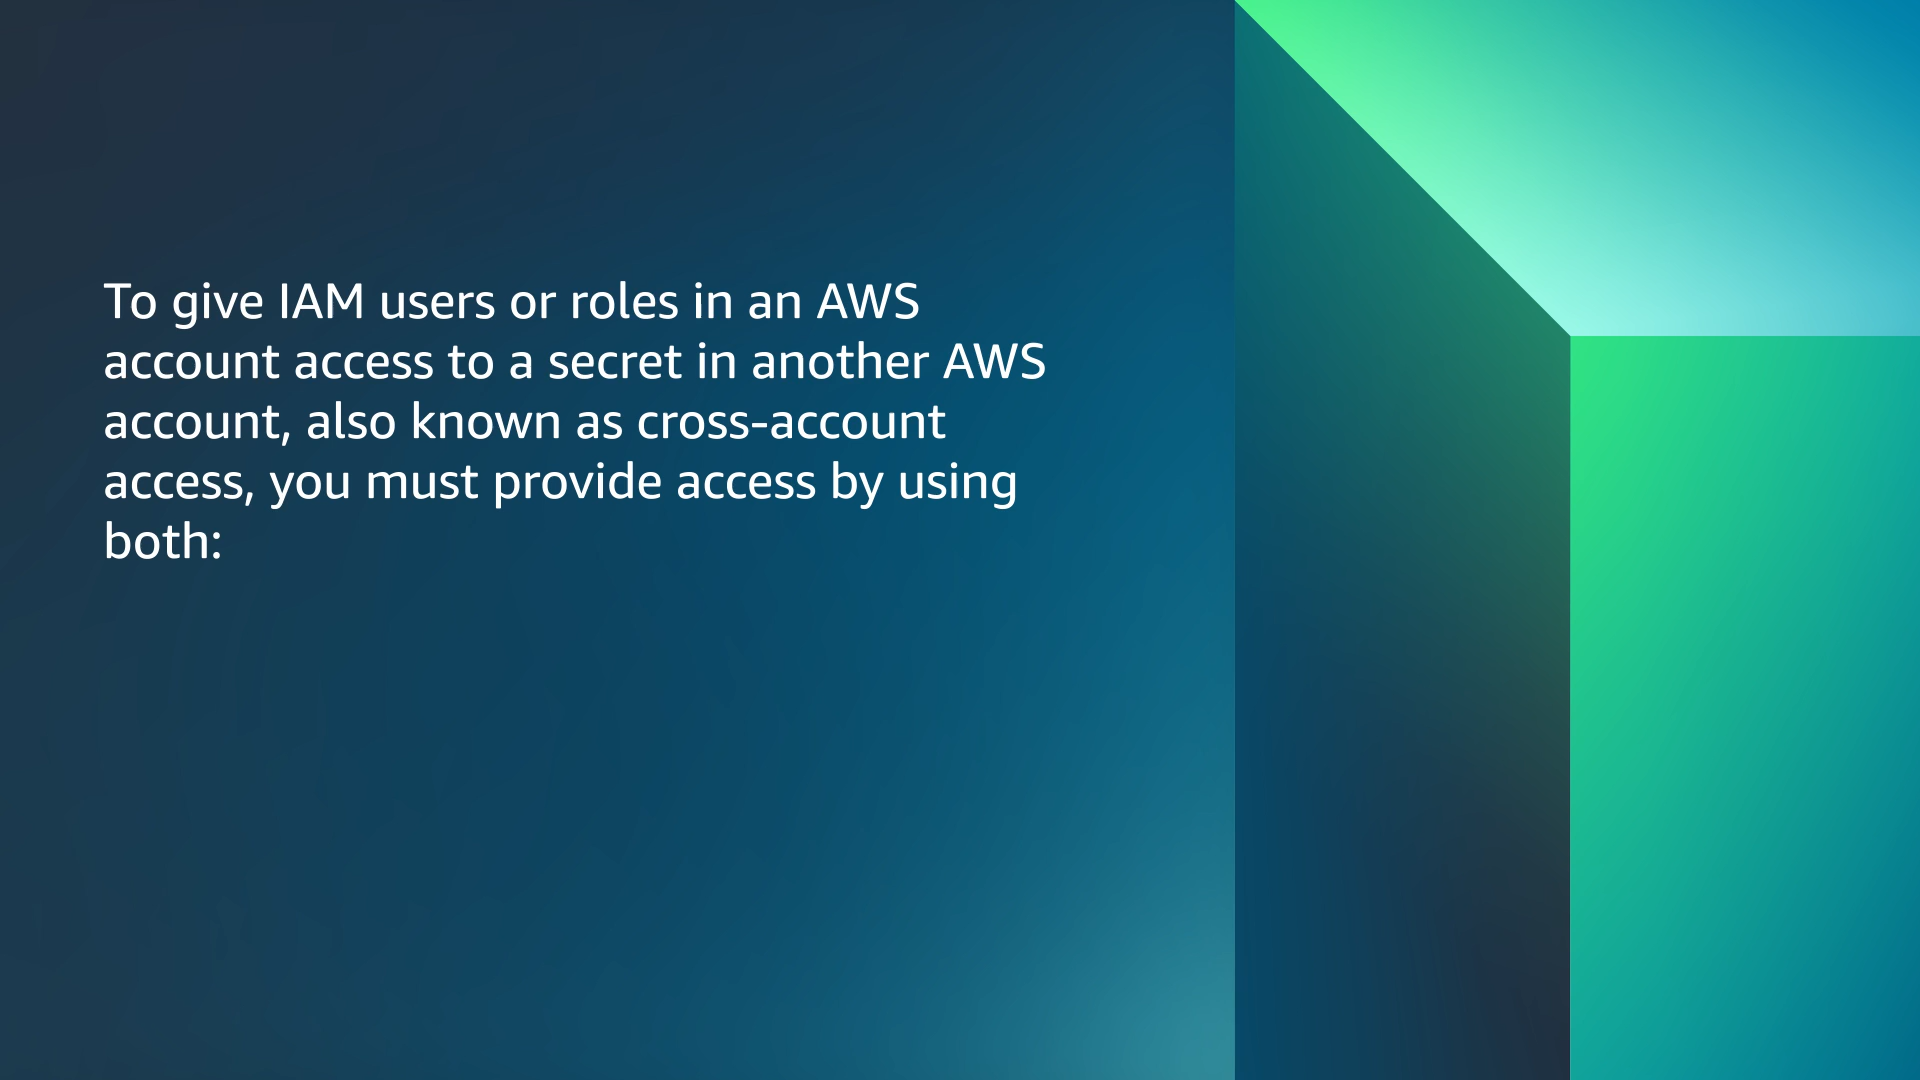 To give IAM users or roles in an AWS
account access to a secret in another AWS
account, also known as cross-account
access, you must provide access by using
both: